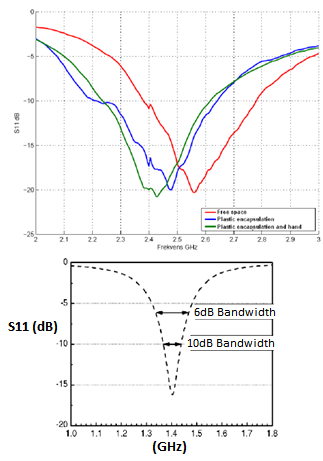 0
-5
-10
-15
-20
-25
S11 dB
2 2.1 2.2 2.3 2.4 2.5 2.6 2.7 2.8 2.9 3
Frekvens GHz
Free space
Plastic encapsulation
Plastic encapsulation and hand
0
-5
-10
-15
-20
S11 (dB)
6dB Bandwidth
10dB Bandwidth
1.0 1.1 1.2 1.3 1.4 1.5 1.6 1.7 1.8
(GHz)